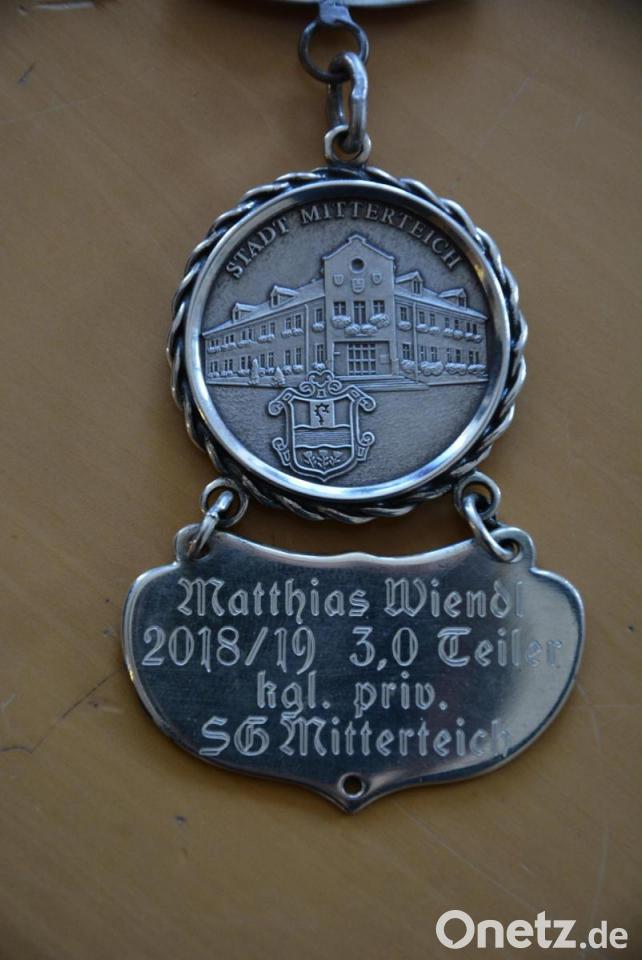 STADT MITTERTEICH
Matthias Wiendl
2018/19 3,0 Teiler
kgl. priv.
SG Mitterteich
Onetz.de